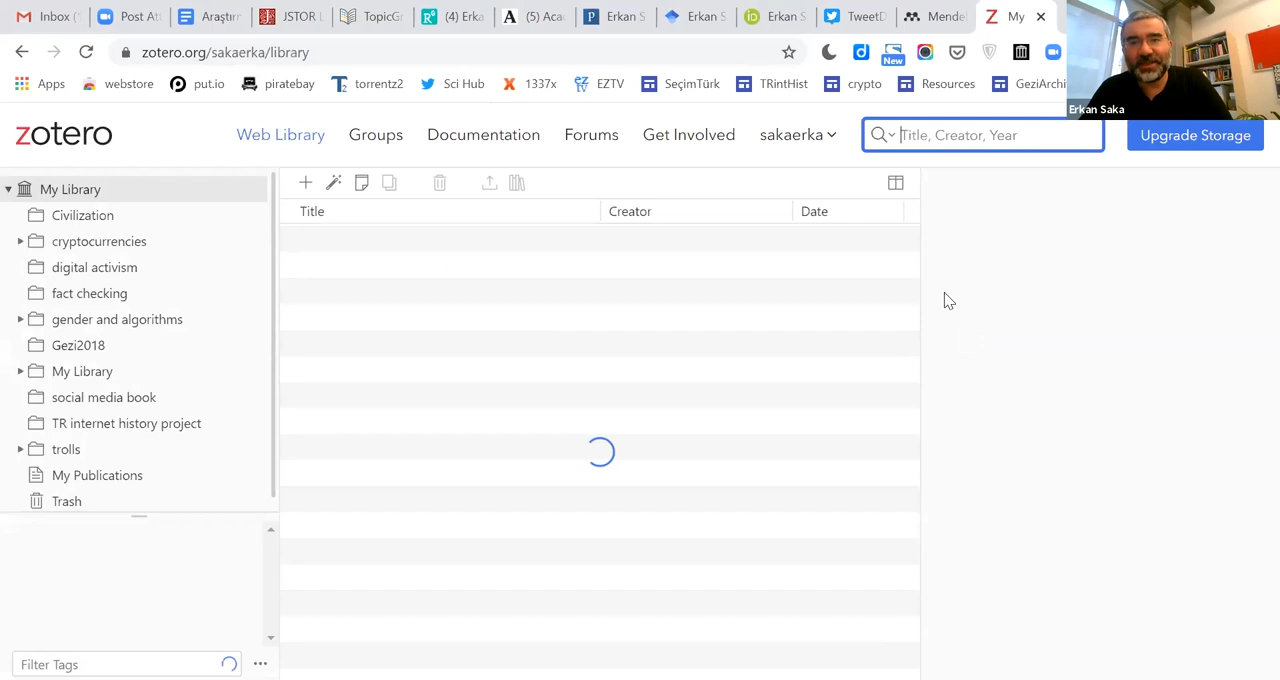 Inbox (
Post At
Araştırn
JSTOR L
TopicGr
(4) Erka
(5) Aca
Erkan S
Erkan S
Erkan S
TweetD
Mendel
My
zotero.org/sakaerka/library
New
Apps
webstore
put.io
piratebay
torrentz2
Sci Hub
1337x
EZTV
SeçimTürk
TRintHist
crypto
Resources
GeziArchi
Erkan Saka
zotero
Web Library
Groups
Documentation
Forums
Get Involved
sakaerka
Title, Creator, Year
Upgrade Storage
My Library
Civilization
cryptocurrencies
digital activism
fact checking
gender and algorithms
Gezi2018
My Library
social media book
TR internet history project
trolls
My Publications
Trash
Title
Creator
Date
Filter Tags